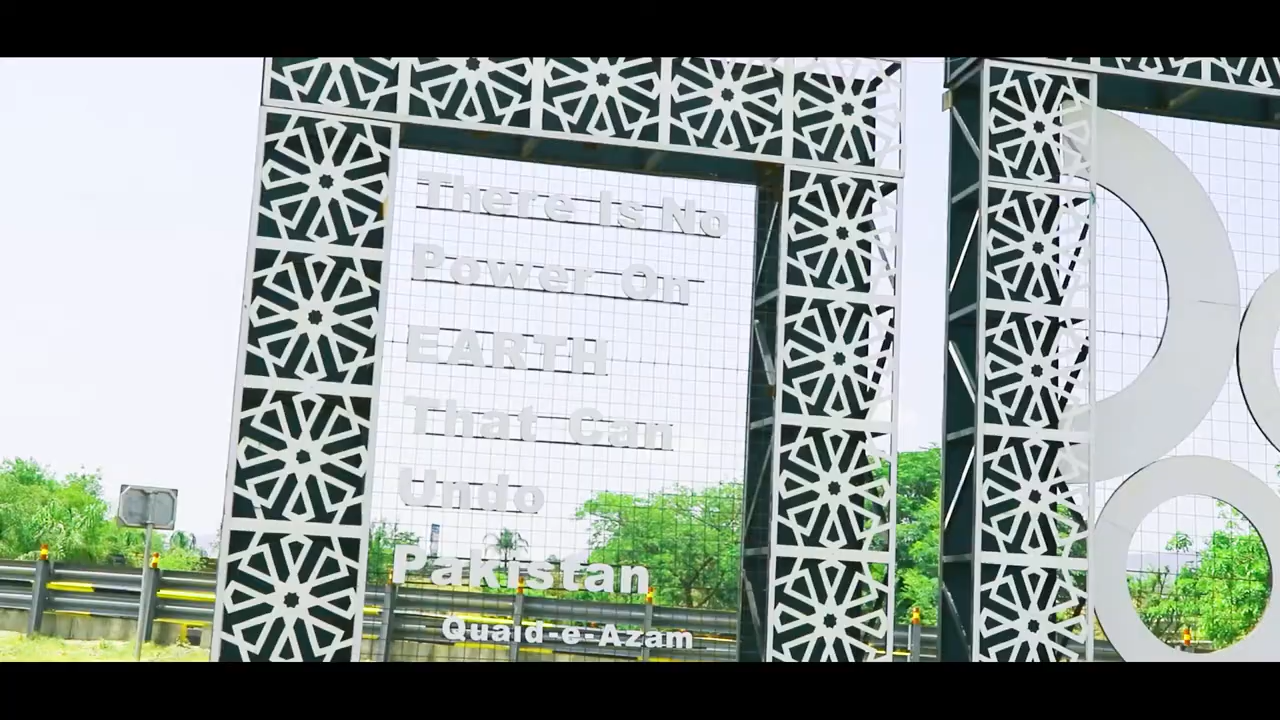 There Is No
Power On
EARTH
That Can
Undo
Pakistan
Quaid-e-Azam